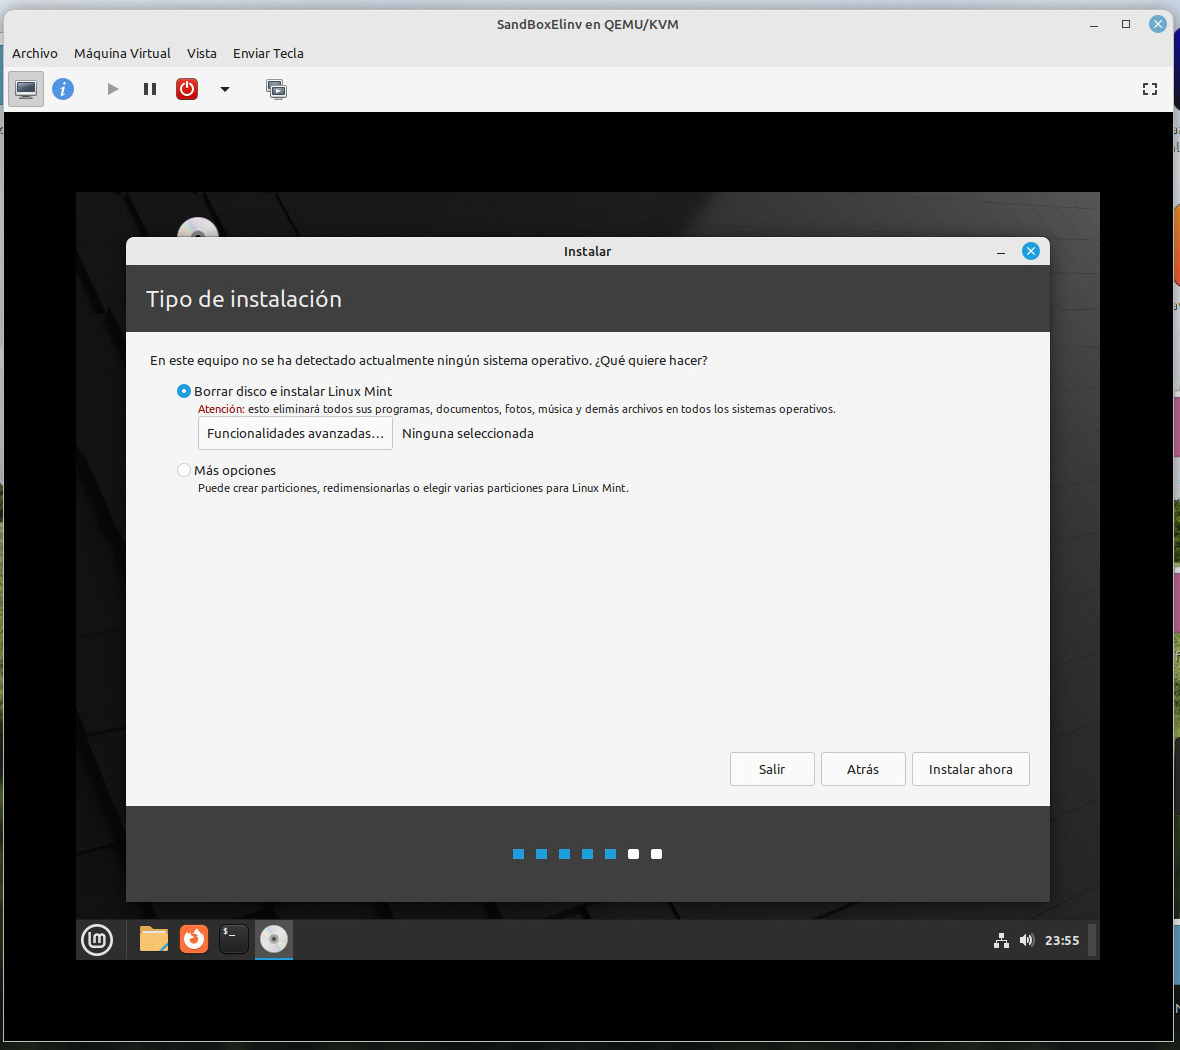 SandBoxElinv en QEMU/KVM
Archivo Máquina Virtual Vista Enviar Tecla
Instalar
Tipo de instalación
En este equipo no se ha detectado actualmente ningún sistema operativo. ¿Qué quiere hacer?
Borrar disco e instalar Linux Mint
Atención: esto eliminará todos sus programas, documentos, fotos, música y demás archivos en todos los sistemas operativos.
Funcionalidades avanzadas... Ninguna seleccionada
Más opciones
Puede crear particiones, redimensionarlas o elegir varias particiones para Linux Mint.
Salir Atrás Instalar ahora
$_
23:55